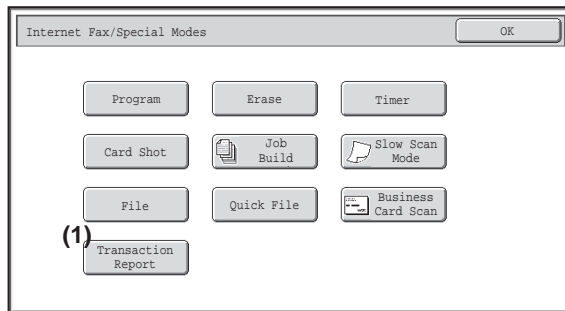 Internet Fax/Special Modes
OK
Program
Erase
Timer
Card Shot
Job
Build
Slow Scan
Mode
File
Quick File
Business
Card Scan
(1)
Transaction
Report